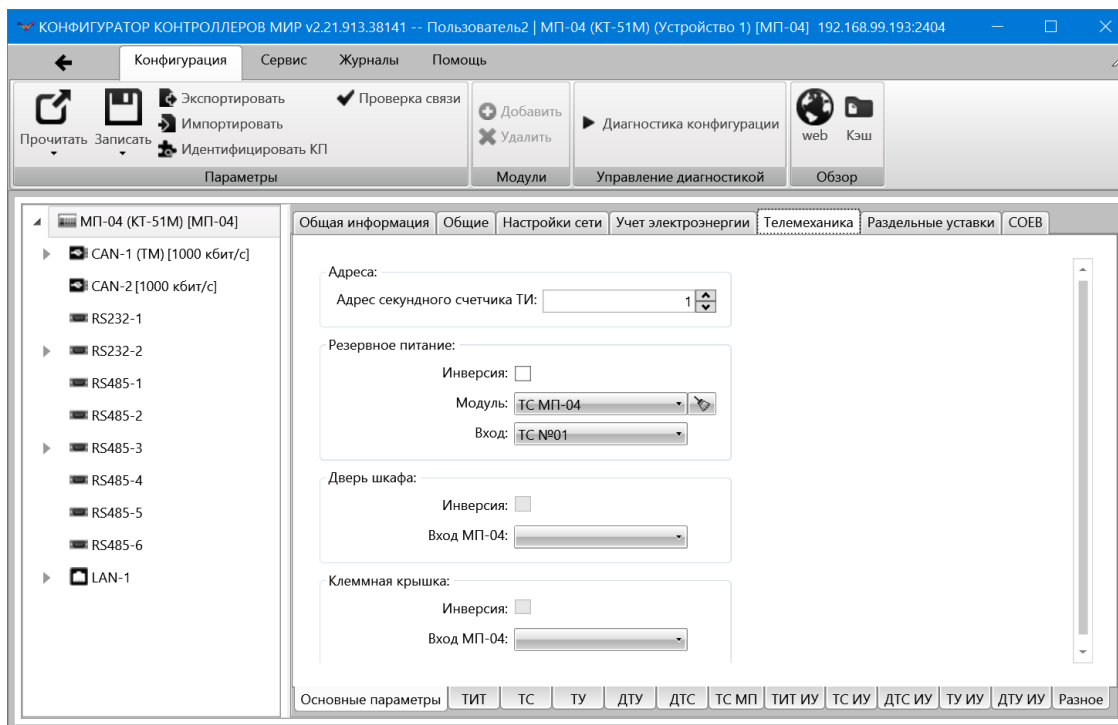 КОНФИГУРАТОР КОНТРОЛЛЕРОВ МИР v2.21.913.38141 -- Пользователь2 | МП-04 (КТ-51М) (Устройство 1) [МП-04] 192.168.99.193:2404
Конфигурация Сервис Журналы Помощь
Прочитать
Записать
Экспортировать
Импортировать
Идентифицировать КП
Проверка связи
Параметры
Добавить
Удалить
Модули
Диагностика конфигурации
Управление диагностикой
web Кэш
Обзор
МП-04 (КТ-51М) [МП-04]
CAN-1 (ТМ) [1000 кбит/с]
CAN-2 [1000 кбит/с]
RS232-1
RS232-2
RS485-1
RS485-2
RS485-3
RS485-4
RS485-5
RS485-6
LAN-1
Общая информация Общие Настройки сети Учет электроэнергии Телемеханика Раздельные уставки СОЕВ
Адреса:
Адрес секундного счетчика ТИ: 1
Резервное питание:
Инверсия:
Модуль: ТС МП-04
Вход: ТС №01
Дверь шкафа:
Инверсия:
Вход МП-04:
Клеммная крышка:
Инверсия:
Вход МП-04:
Основные параметры ТИТ ТС ТУ ДТУ ДТС ТС МП ТИТ ИУ ТС ИУ ДТС ИУ ТУ ИУ ДТУ ИУ Разное